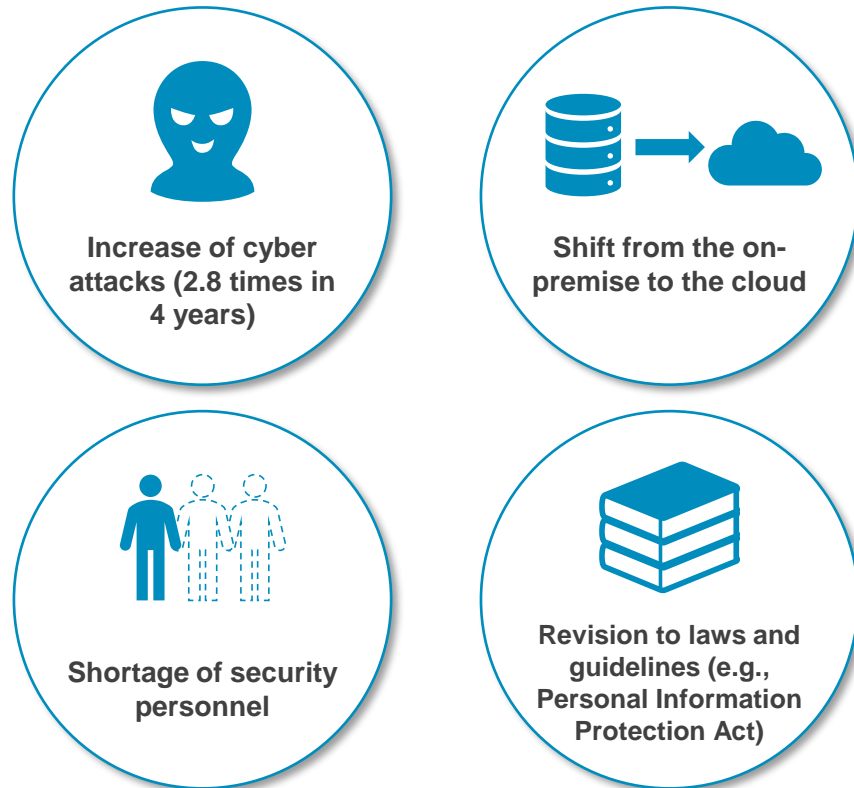 Increase of cyber
attacks (2.8 times in
4 years)
Shift from the on-
premise to the cloud
Shortage of security
personnel
Revision to laws and
guidelines (e.g.,
Personal Information
Protection Act)